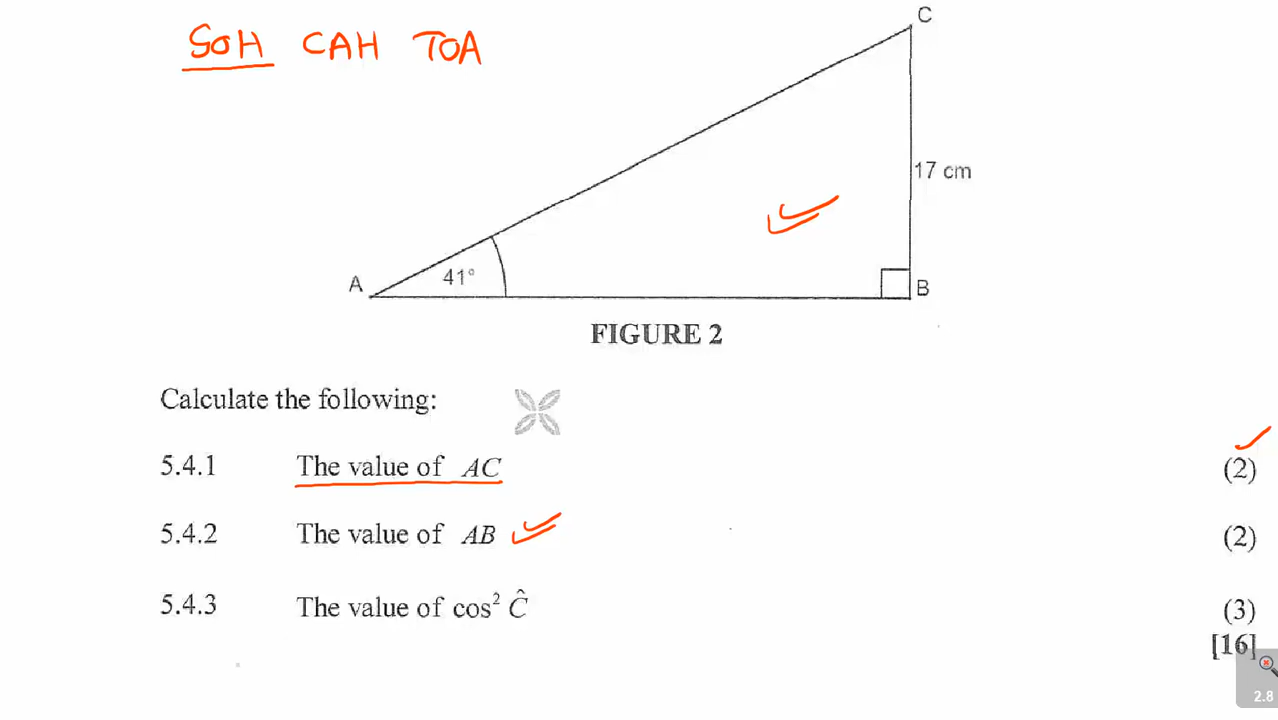 SOH CAH TOA
C
17 cm
A 41° B
FIGURE 2
Calculate the following:
5.4.1 The value of AC (2)
5.4.2 The value of AB (2)
5.4.3 The value of cos² Ĉ (3)
[16]
2.8